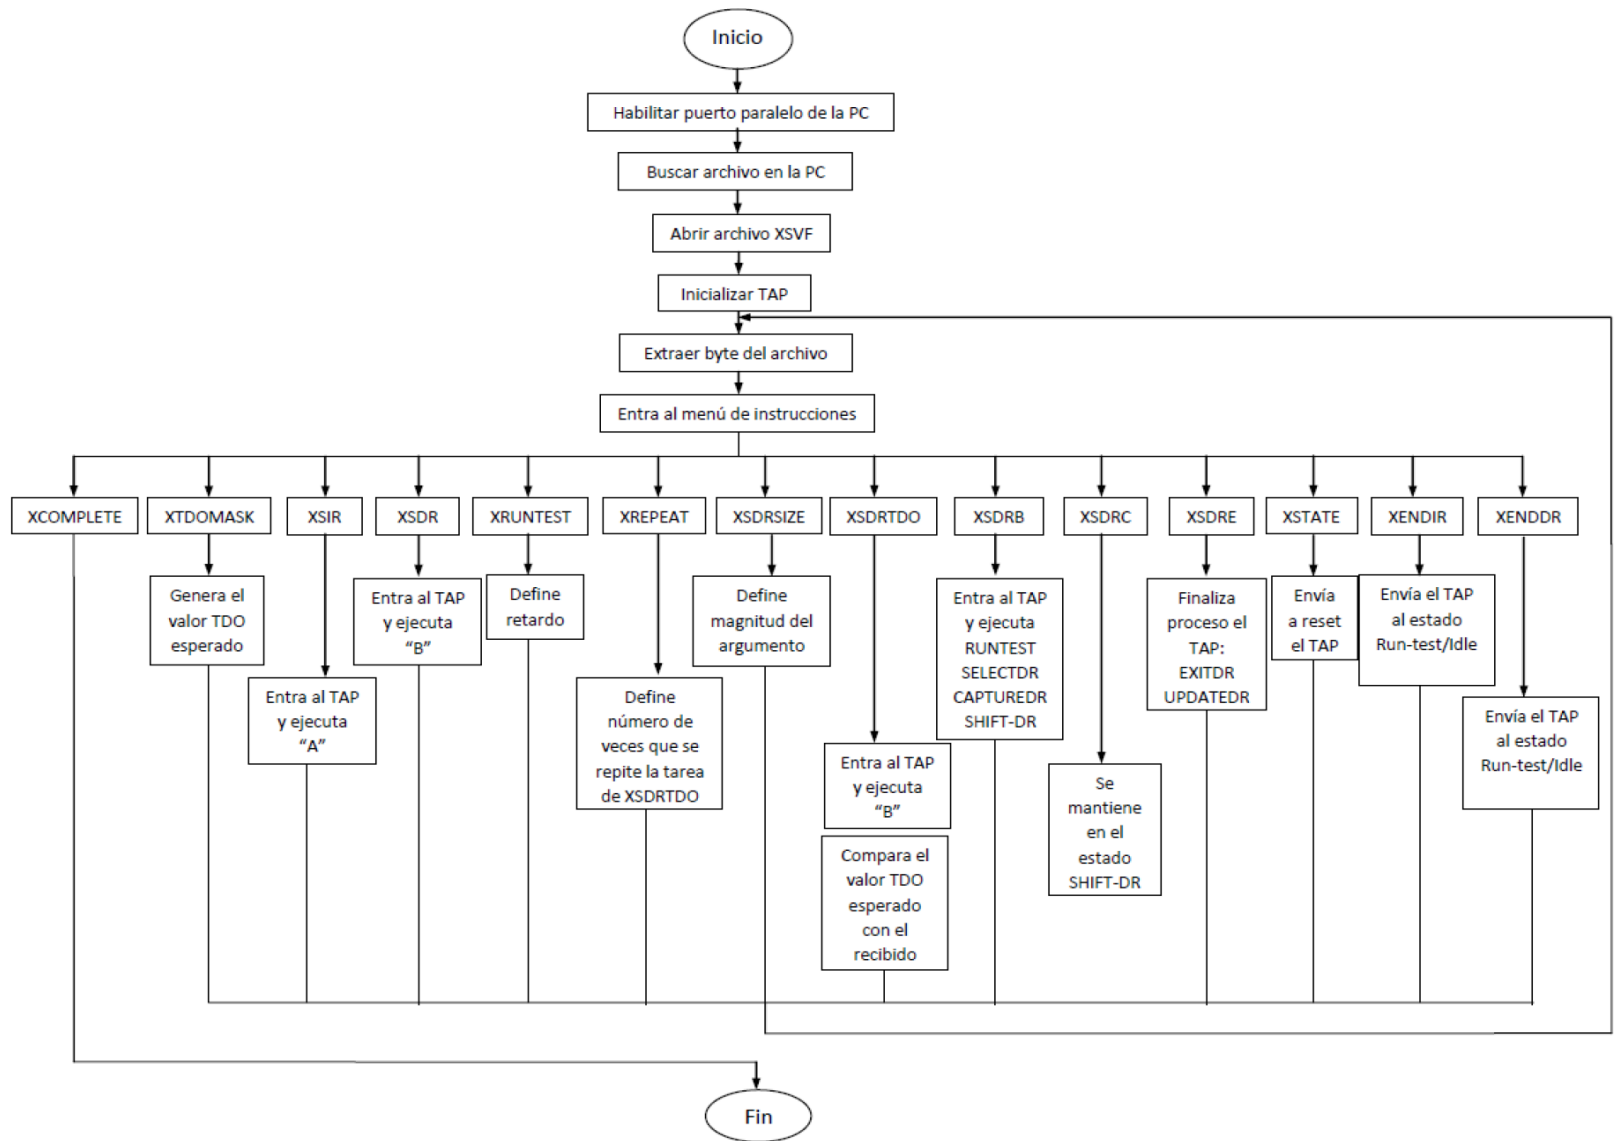 Inicio
Habilitar puerto paralelo de la PC
Buscar archivo en la PC
Abrir archivo XSVF
Inicializar TAP
Extraer byte del archivo
Entra al menú de instrucciones
XCOMPLETE
XTDOMASK
XSIR
XSDR
XRUNTEST
XREPEAT
XSDRSIZE
XSDRTDO
XSDRB
XSDRC
XSDRE
XSTATE
XENDIR
XENDDR
Genera el
valor TDO
esperado
Entra al TAP
y ejecuta
“A”
Entra al TAP
y ejecuta
“B”
Define
retardo
Define
número de
veces que se
repite la tarea
de XSDRTDO
Define
magnitud del
argumento
Entra al TAP
y ejecuta
“B”
Compara el
valor TDO
esperado
con el
recibido
Entra al TAP
y ejecuta
RUNTEST
SELECTDR
CAPTUREDR
SHIFT-DR
Se
mantiene
en el
estado
SHIFT-DR
Finaliza
proceso el
TAP:
EXITDR
UPDATEDR
Envía
a reset
el TAP
Envía el TAP
al estado
Run-test/Idle
Envía el TAP
al estado
Run-test/Idle
Fin